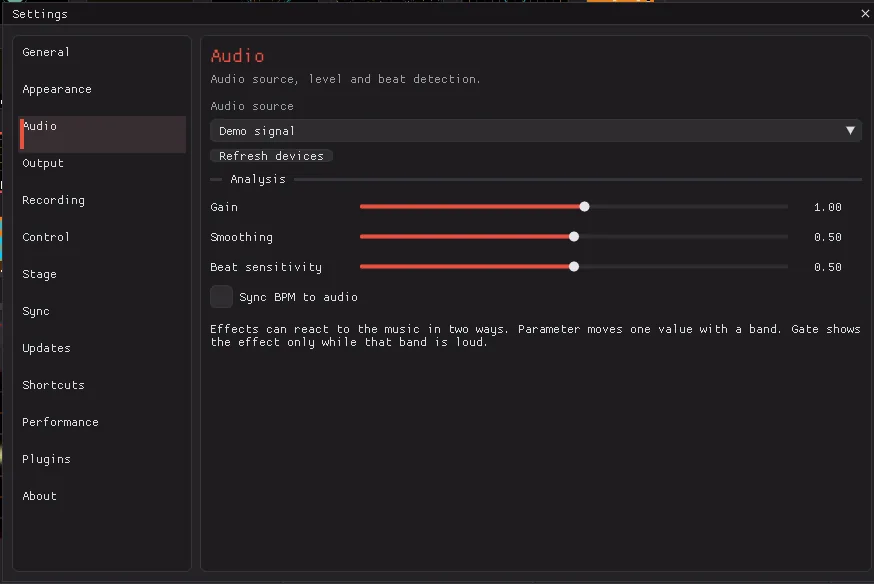 Settings
General
Appearance
Audio
Output
Recording
Control
Stage
Sync
Updates
Shortcuts
Performance
Plugins
About
Audio
Audio source, level and beat detection.
Audio source
Demo signal
Refresh devices
Analysis
Gain 1.00
Smoothing 0.50
Beat sensitivity 0.50
Sync BPM to audio
Effects can react to the music in two ways. Parameter moves one value with a band. Gate shows
the effect only while that band is loud.